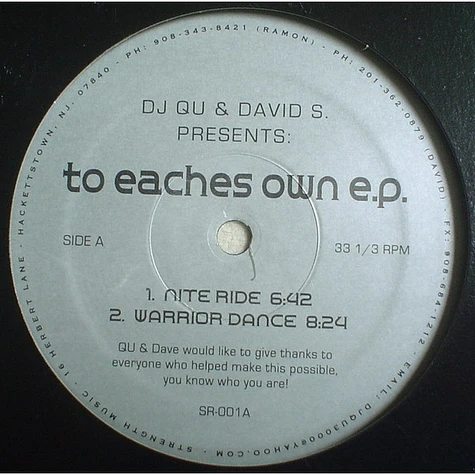 DJ QU & DAVID S.
PRESENTS:
to eaches own e.p.
SIDE A
33 1/3 RPM
1. NITE RIDE 6:42
2. WARRIOR DANCE 8:24
QU & Dave would like to give thanks to
everyone who helped make this possible,
you know who you are!
SR-001A
STRENGTH MUSIC - 16 HERBERT LANE - HACKETTSTOWN, NJ. 07840 - PH: 908-343-8421 (RAMON) - PH: 201-362-0879 (DAVID) - FX: 908-684-1212 - EMAIL: DJQU3000@YAHOO.COM -